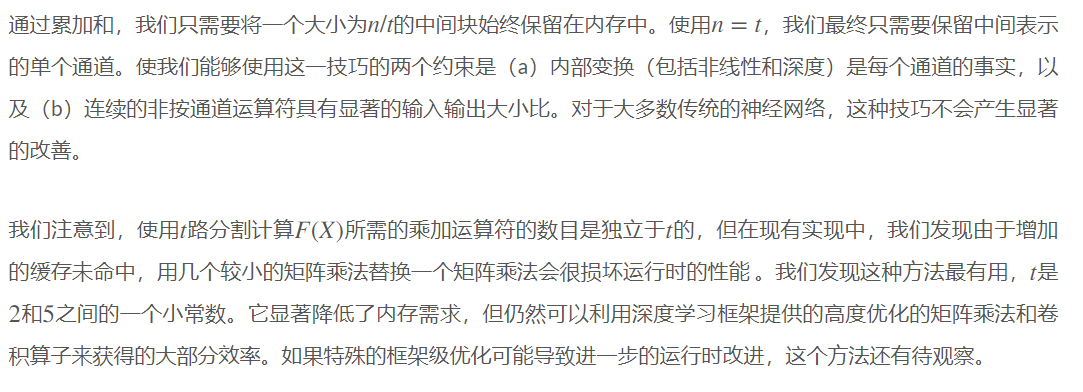 通过累加和，我们只需要将一个大小为n/t的中间块始终保留在内存中。使用n = t，我们最终只需要保留中间表示
的单个通道。使我们能够使用这一技巧的两个约束是（a）内部变换（包括非线性和深度）是每个通道的事实，以
及（b）连续的非按通道运算符具有显著的输入输出大小比。对于大多数传统的神经网络，这种技巧不会产生显著
的改善。
我们注意到，使用t路分割计算F(X)所需的乘加运算符的数目是独立于t的，但在现有实现中，我们发现由于增加
的缓存未命中，用几个较小的矩阵乘法替换一个矩阵乘法会很损坏运行时的性能 。我们发现这种方法最有用，t是
2和5之间的一个小常数。它显著降低了内存需求，但仍然可以利用深度学习框架提供的高度优化的矩阵乘法和卷
积算子来获得的大部分效率。如果特殊的框架级优化可能导致进一步的运行时改进，这个方法还有待观察。